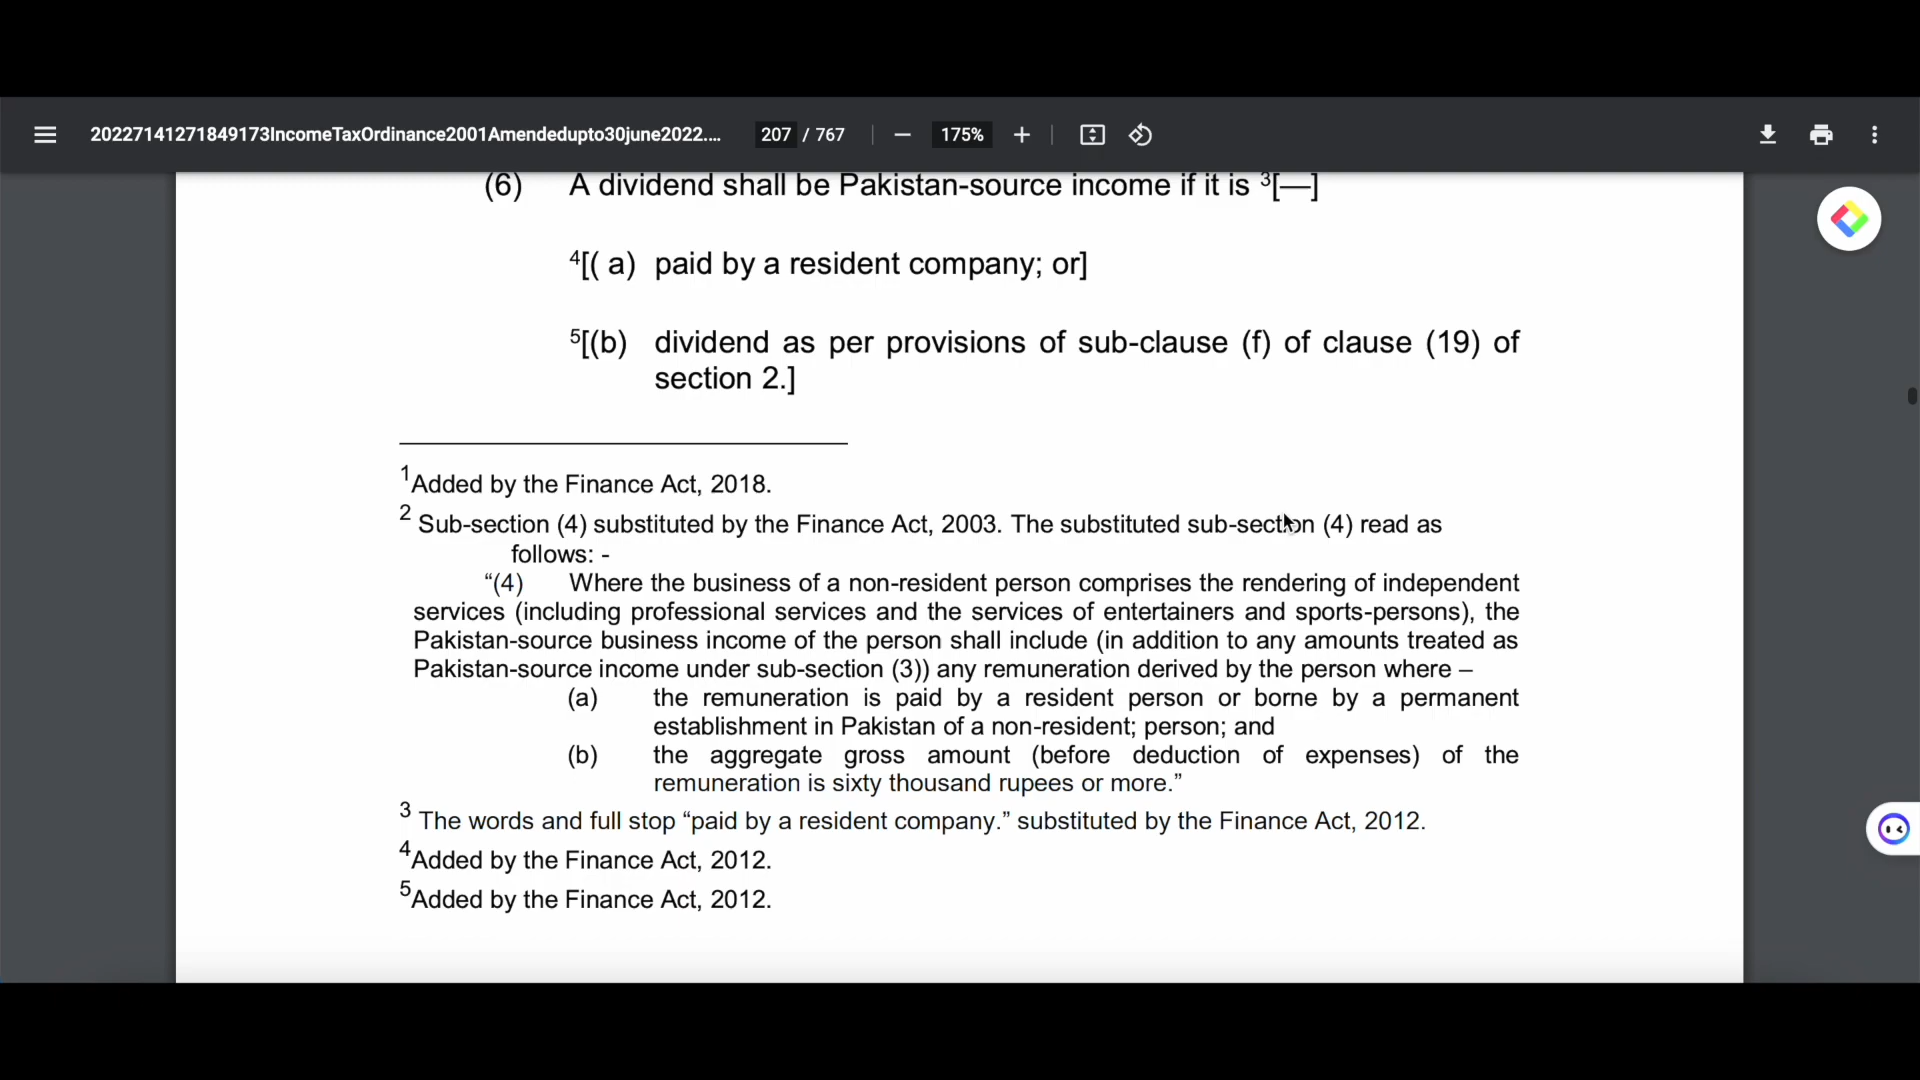 20227141271849173IncomeTaxOrdinance2001Amendedupto30june2022.... 207 / 767 — 175% +
(6) A dividend shall be Pakistan-source income if it is 3[—]
4[( a) paid by a resident company; or]
5[(b) dividend as per provisions of sub-clause (f) of clause (19) of
section 2.]
1Added by the Finance Act, 2018.
2 Sub-section (4) substituted by the Finance Act, 2003. The substituted sub-section (4) read as
follows: -
“(4) Where the business of a non-resident person comprises the rendering of independent
services (including professional services and the services of entertainers and sports-persons), the
Pakistan-source business income of the person shall include (in addition to any amounts treated as
Pakistan-source income under sub-section (3)) any remuneration derived by the person where –
(a) the remuneration is paid by a resident person or borne by a permanent
establishment in Pakistan of a non-resident; person; and
(b) the aggregate gross amount (before deduction of expenses) of the
remuneration is sixty thousand rupees or more.”
3 The words and full stop “paid by a resident company.” substituted by the Finance Act, 2012.
4Added by the Finance Act, 2012.
5Added by the Finance Act, 2012.